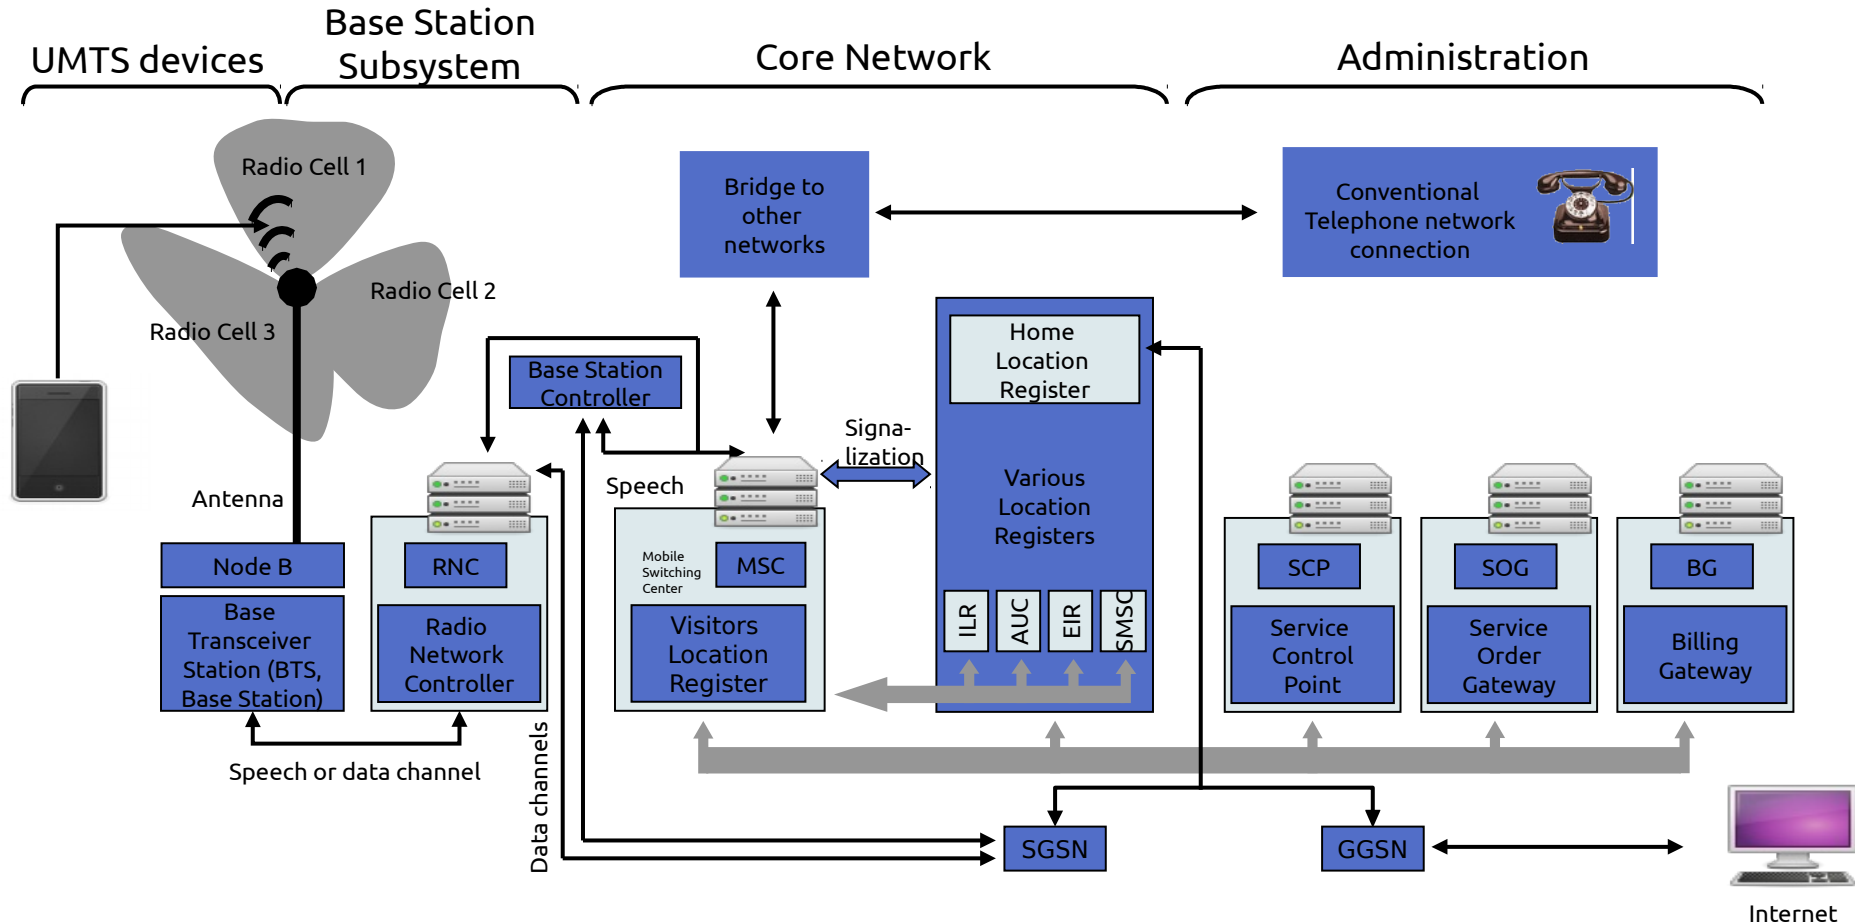 UMTS devices
Base Station
Subsystem
Core Network
Administration
Radio Cell 1
Radio Cell 2
Radio Cell 3
Bridge to
other
networks
Conventional
Telephone network
connection
Base Station
Controller
Home
Location
Register
Signa-
lization
Various
Location
Registers
Speech
Antenna
Node B
Base
Transceiver
Station (BTS,
Base Station)
RNC
Radio
Network
Controller
Mobile
Switching
Center
MSC
Visitors
Location
Register
ILR
AUC
EIR
SMSC
SCP
Service
Control
Point
SOG
Service
Order
Gateway
BG
Billing
Gateway
Speech or data channel
Data channels
SGSN
GGSN
Internet